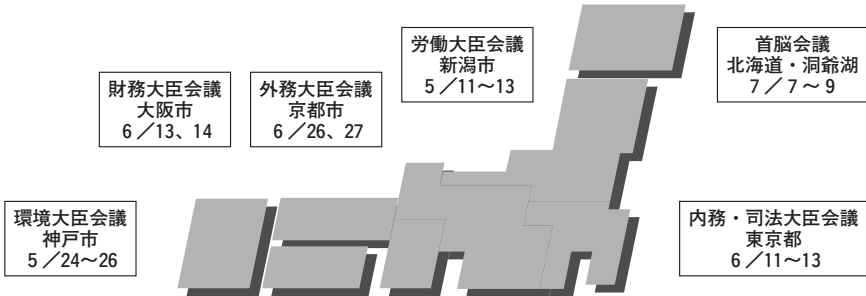 労働大臣会議
新潟市
5／11～13
首脳会議
北海道・洞爺湖
7／7～9
財務大臣会議
大阪市
6／13、14
外務大臣会議
京都市
6／26、27
環境大臣会議
神戸市
5／24～26
内務・司法大臣会議
東京都
6／11～13